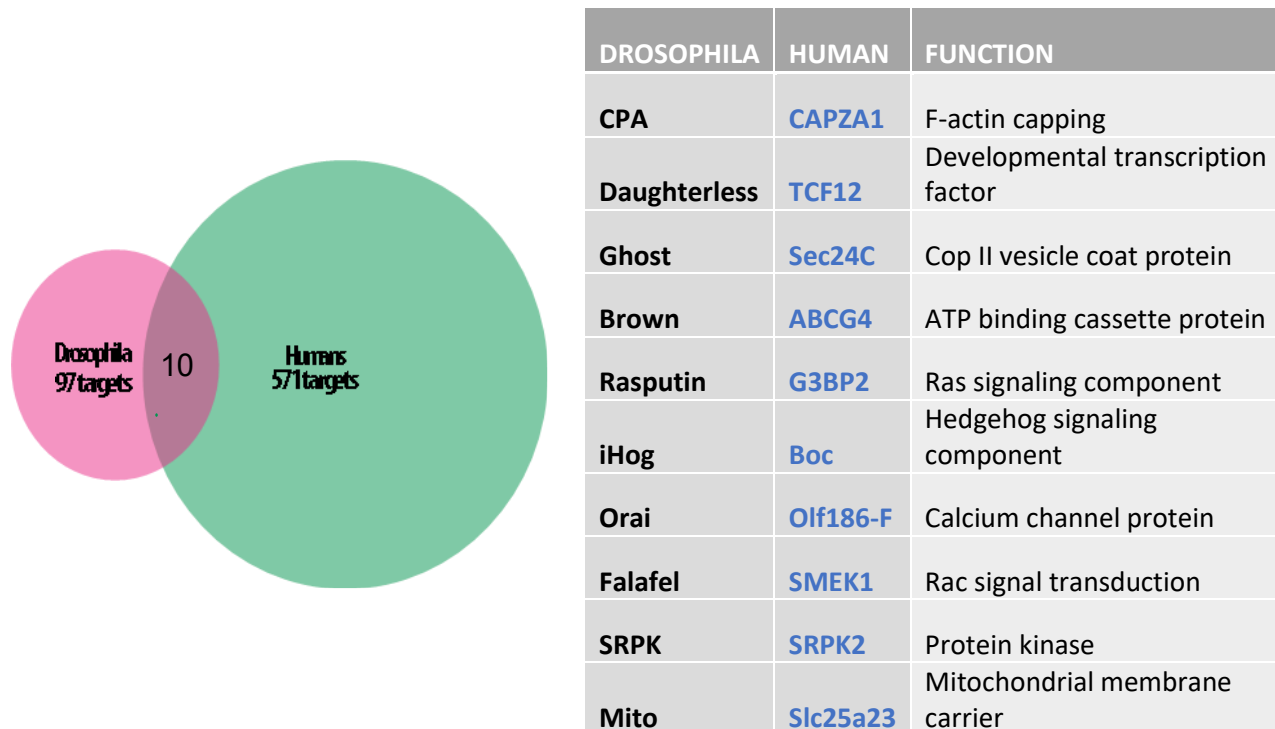 Drosophila
97 targets
10
Humans
571 targets
DROSOPHILA HUMAN FUNCTION
CPA CAPZA1 F-actin capping
Daughterless TCF12 Developmental transcription
factor
Ghost Sec24C Cop II vesicle coat protein
Brown ABCG4 ATP binding cassette protein
Rasputin G3BP2 Ras signaling component
iHog Boc Hedgehog signaling
component
Orai Olf186-F Calcium channel protein
Falafel SMEK1 Rac signal transduction
SRPK SRPK2 Protein kinase
Mito Slc25a23 Mitochondrial membrane
carrier